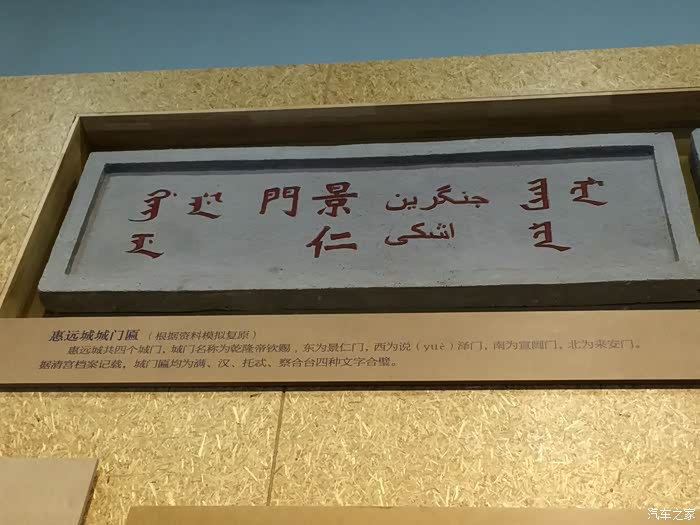 جنگرين
اشىكى
景仁
門
惠远城城门匾（根据资料模拟复原）
惠远城共四个城门，城门名称为乾隆帝钦赐，东为景仁门，西为说（yuè）泽门，南为宣闿门，北为来安门。
据清宫档案记载，城门匾均为满、汉、托忒、察合台四种文字合璧。
汽车之家